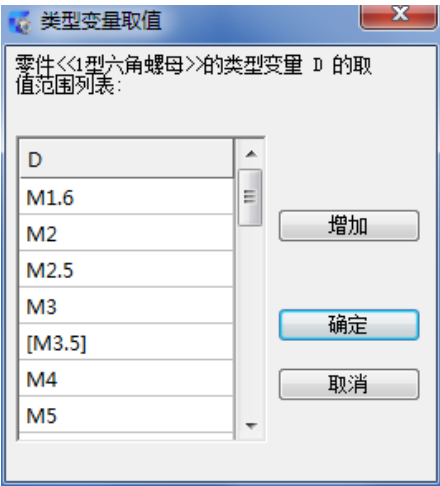 类型变量取值
零件<<1型六角螺母>>的类型变量 D 的取
值范围列表:
D
M1.6
M2
M2.5
M3
[M3.5]
M4
M5
增加
确定
取消